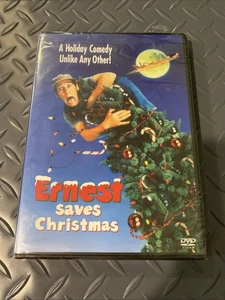 A Holiday Comedy
Unlike Any Other!
Ernest
saves
Christmas
DVD